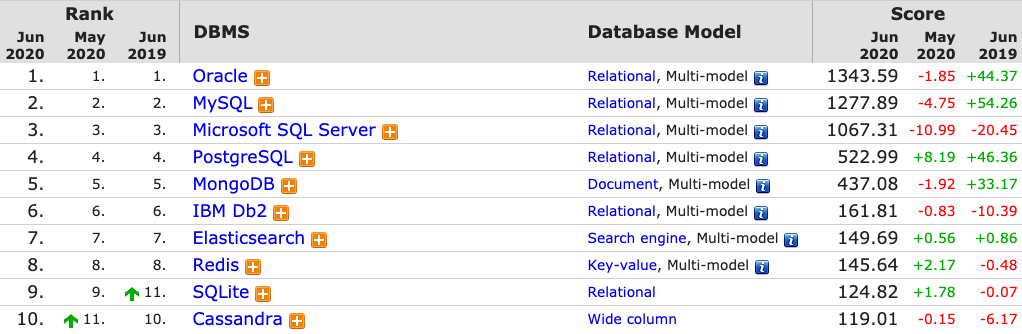 Rank Score
Jun May Jun DBMS Database Model Jun May Jun
2020 2020 2019 2020 2020 2019
1. 1. 1. Oracle Relational, Multi-model 1343.59 -1.85 +44.37
2. 2. 2. MySQL Relational, Multi-model 1277.89 -4.75 +54.26
3. 3. 3. Microsoft SQL Server Relational, Multi-model 1067.31 -10.99 -20.45
4. 4. 4. PostgreSQL Relational, Multi-model 522.99 +8.19 +46.36
5. 5. 5. MongoDB Document, Multi-model 437.08 -1.92 +33.17
6. 6. 6. IBM Db2 Relational, Multi-model 161.81 -0.83 -10.39
7. 7. 7. Elasticsearch Search engine, Multi-model 149.69 +0.56 +0.86
8. 8. 8. Redis Key-value, Multi-model 145.64 +2.17 -0.48
9. 9. 11. SQLite Relational 124.82 +1.78 -0.07
10. 11. 10. Cassandra Wide column 119.01 -0.15 -6.17